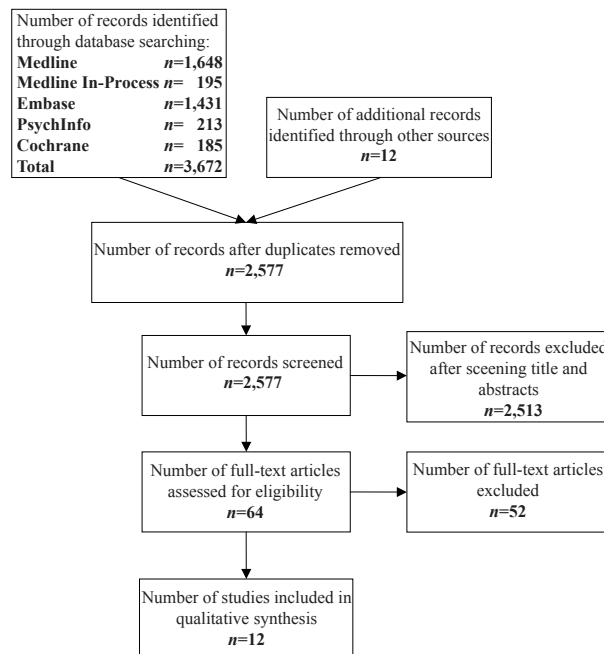 Number of records identified
through database searching:
Medline n=1,648
Medline In-Process n= 195
Embase n=1,431
PsychInfo n= 213
Cochrane n= 185
Total n=3,672
Number of additional records
identified through other sources
n=12
Number of records after duplicates removed
n=2,577
Number of records screened
n=2,577
Number of records excluded
after sceening title and
abstracts
n=2,513
Number of full-text articles
assessed for eligibility
n=64
Number of full-text articles
excluded
n=52
Number of studies included in
qualitative synthesis
n=12